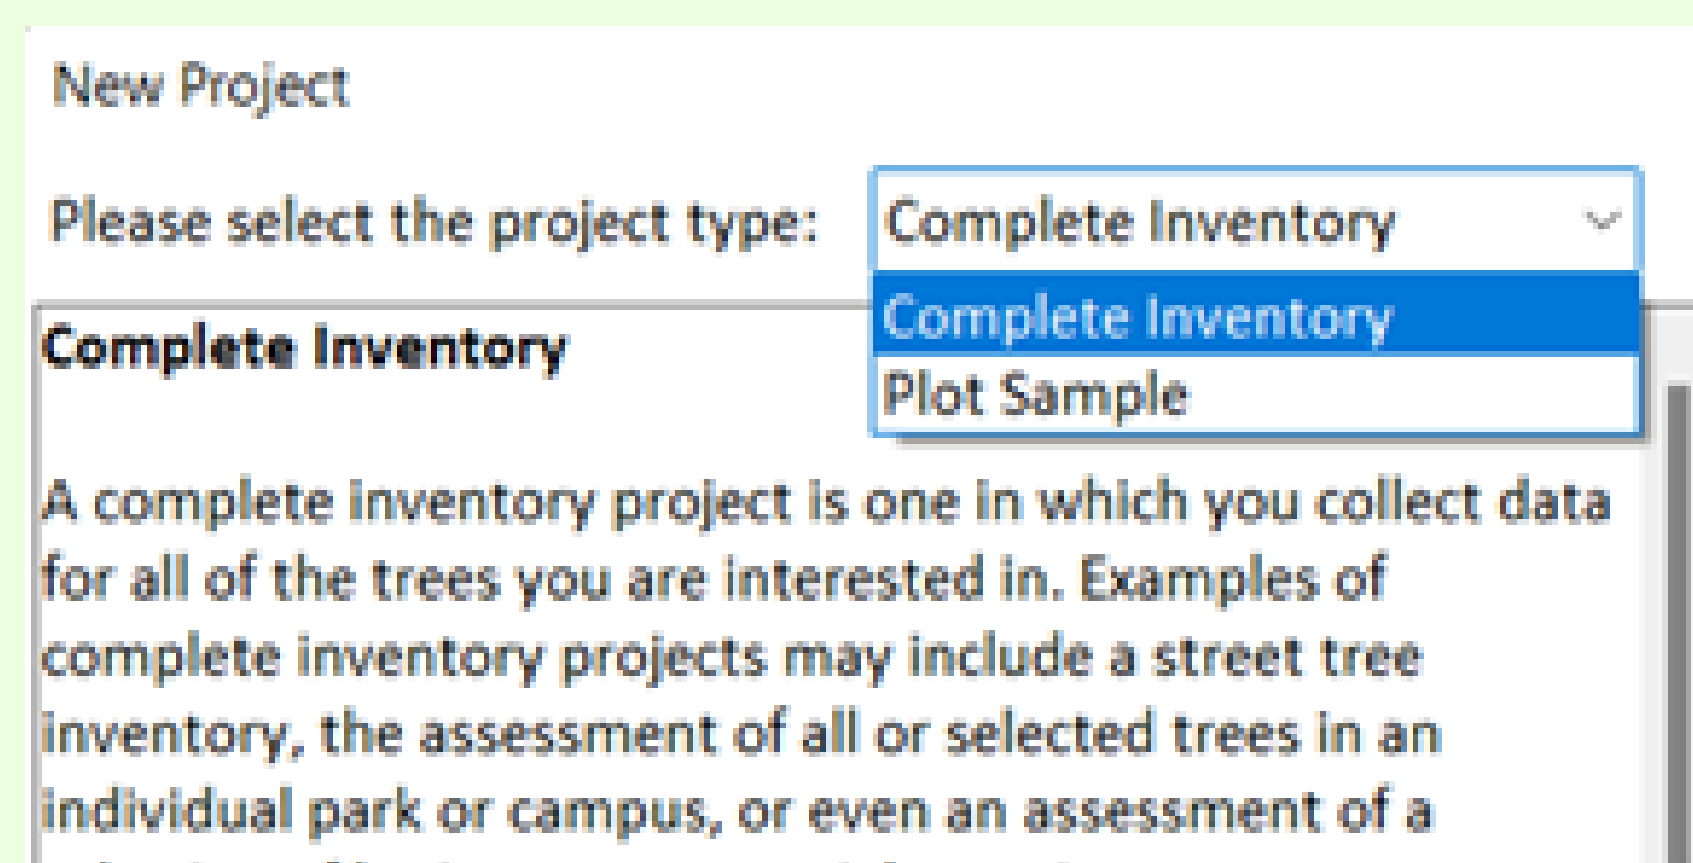 New Project
Please select the project type: Complete Inventory
Complete Inventory
Plot Sample
Complete Inventory
A complete inventory project is one in which you collect data
for all of the trees you are interested in. Examples of
complete inventory projects may include a street tree
inventory, the assessment of all or selected trees in an
individual park or campus, or even an assessment of a